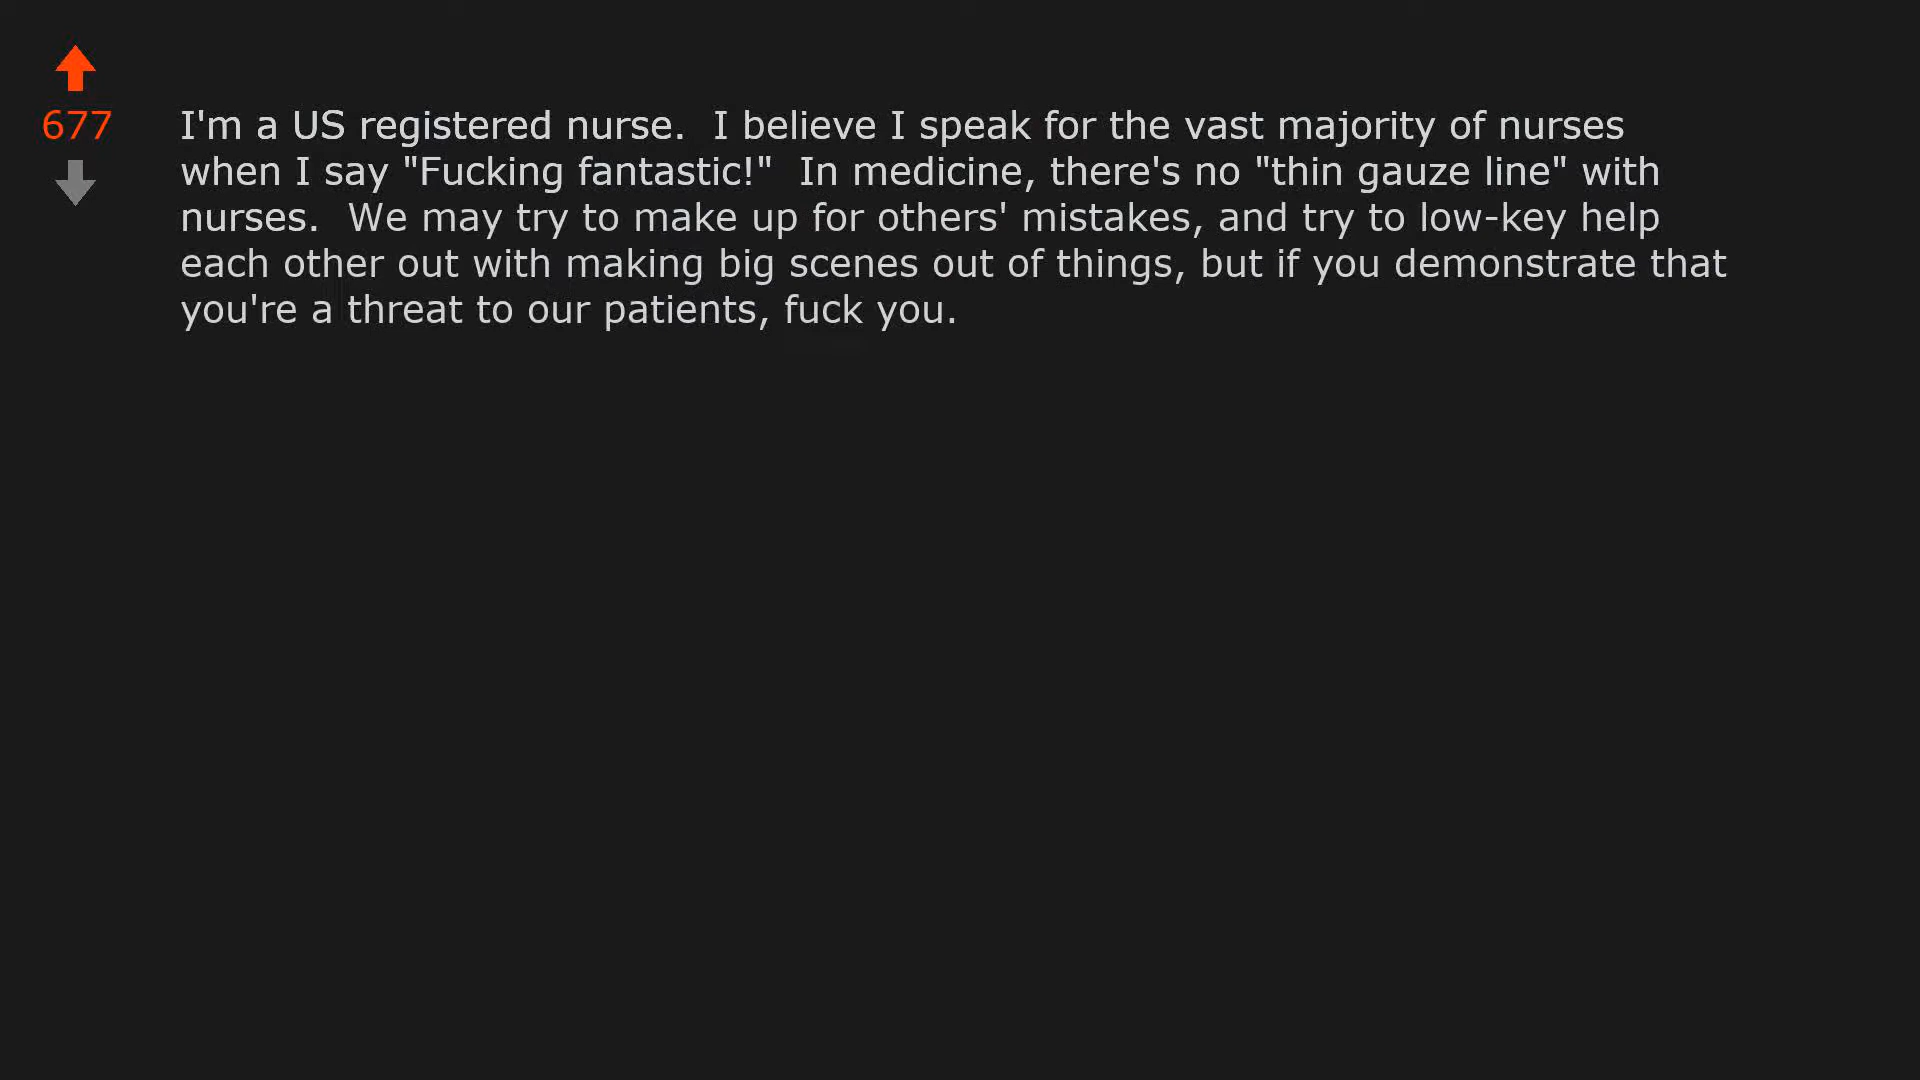 677
I'm a US registered nurse.  I believe I speak for the vast majority of nurses
when I say "Fucking fantastic!"  In medicine, there's no "thin gauze line" with
nurses.  We may try to make up for others' mistakes, and try to low-key help
each other out with making big scenes out of things, but if you demonstrate that
you're a threat to our patients, fuck you.